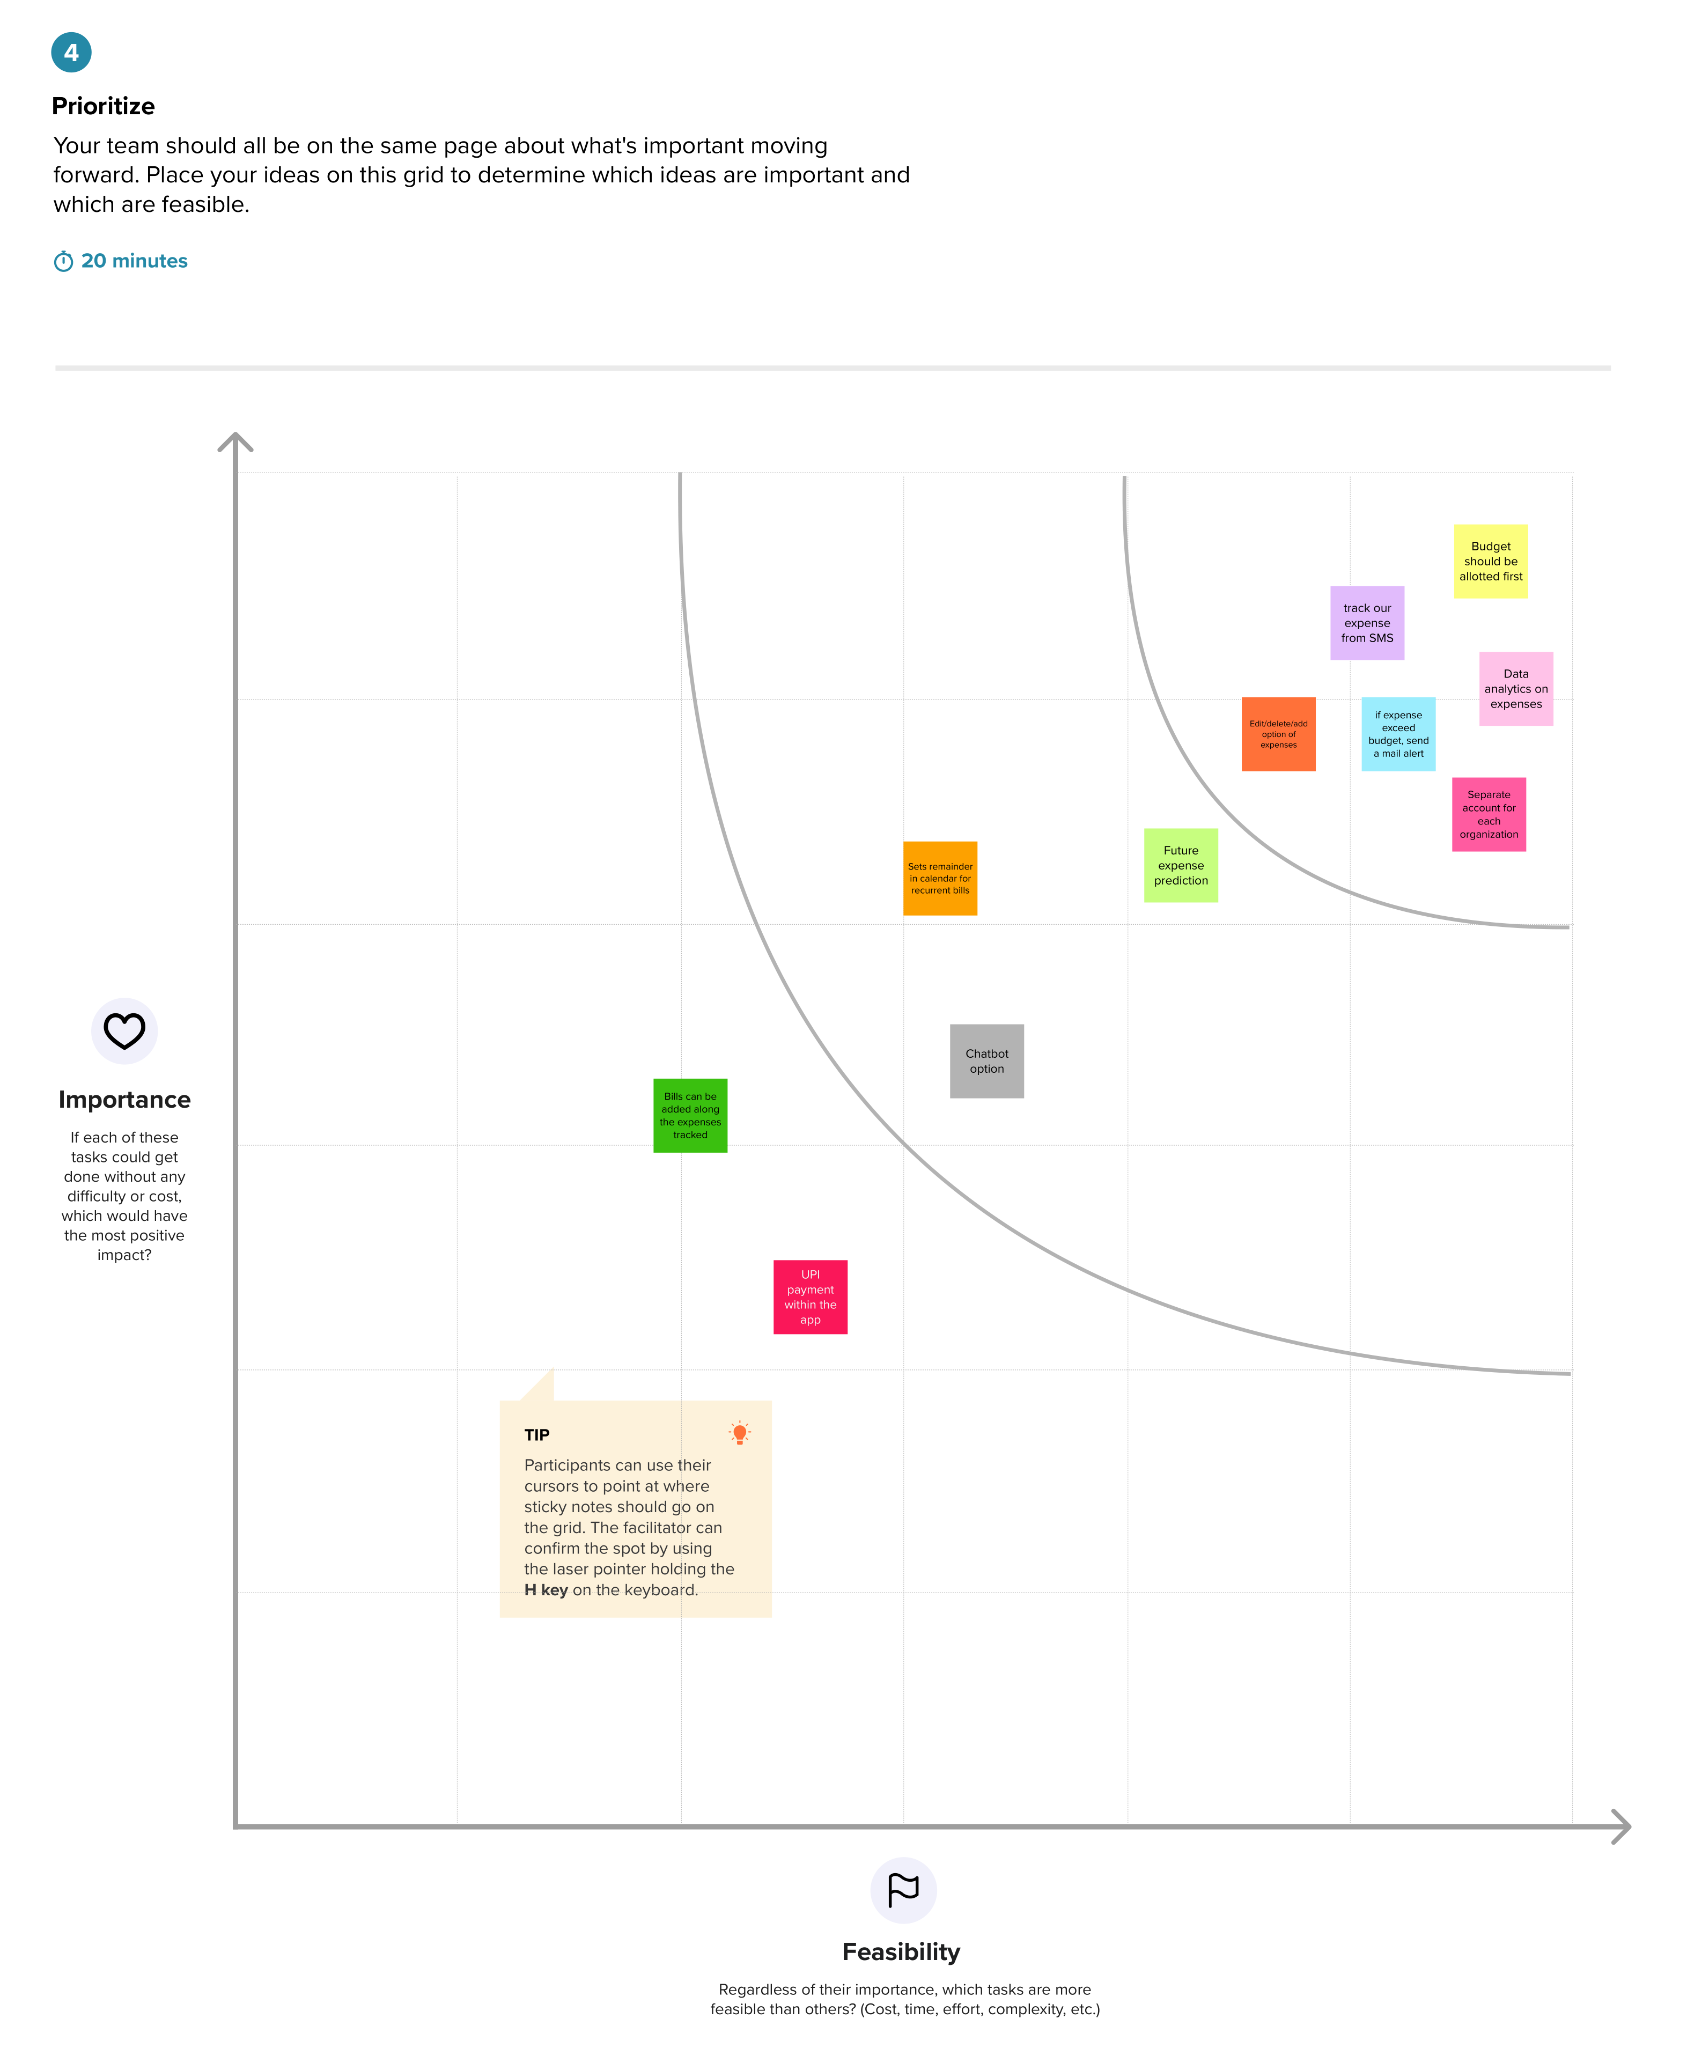 4
Prioritize
Your team should all be on the same page about what's important moving
forward. Place your ideas on this grid to determine which ideas are important and
which are feasible.
20 minutes
Budget
should be
allotted first
track our
expense
from SMS
Data
analytics on
expenses
Edit/delete/add
option of
expenses
if expense
exceed
budget, send
a mail alert
Separate
account for
each
organization
Sets remainder
in calendar for
recurrent bills
Future
expense
prediction
Chatbot
option
Bills can be
added along
the expenses
tracked
Importance
If each of these
tasks could get
done without any
difficulty or cost,
which would have
the most positive
impact?
UPI
payment
within the
app
TIP
Participants can use their
cursors to point at where
sticky notes should go on
the grid. The facilitator can
confirm the spot by using
the laser pointer holding the
H key on the keyboard.
Feasibility
Regardless of their importance, which tasks are more
feasible than others? (Cost, time, effort, complexity, etc.)